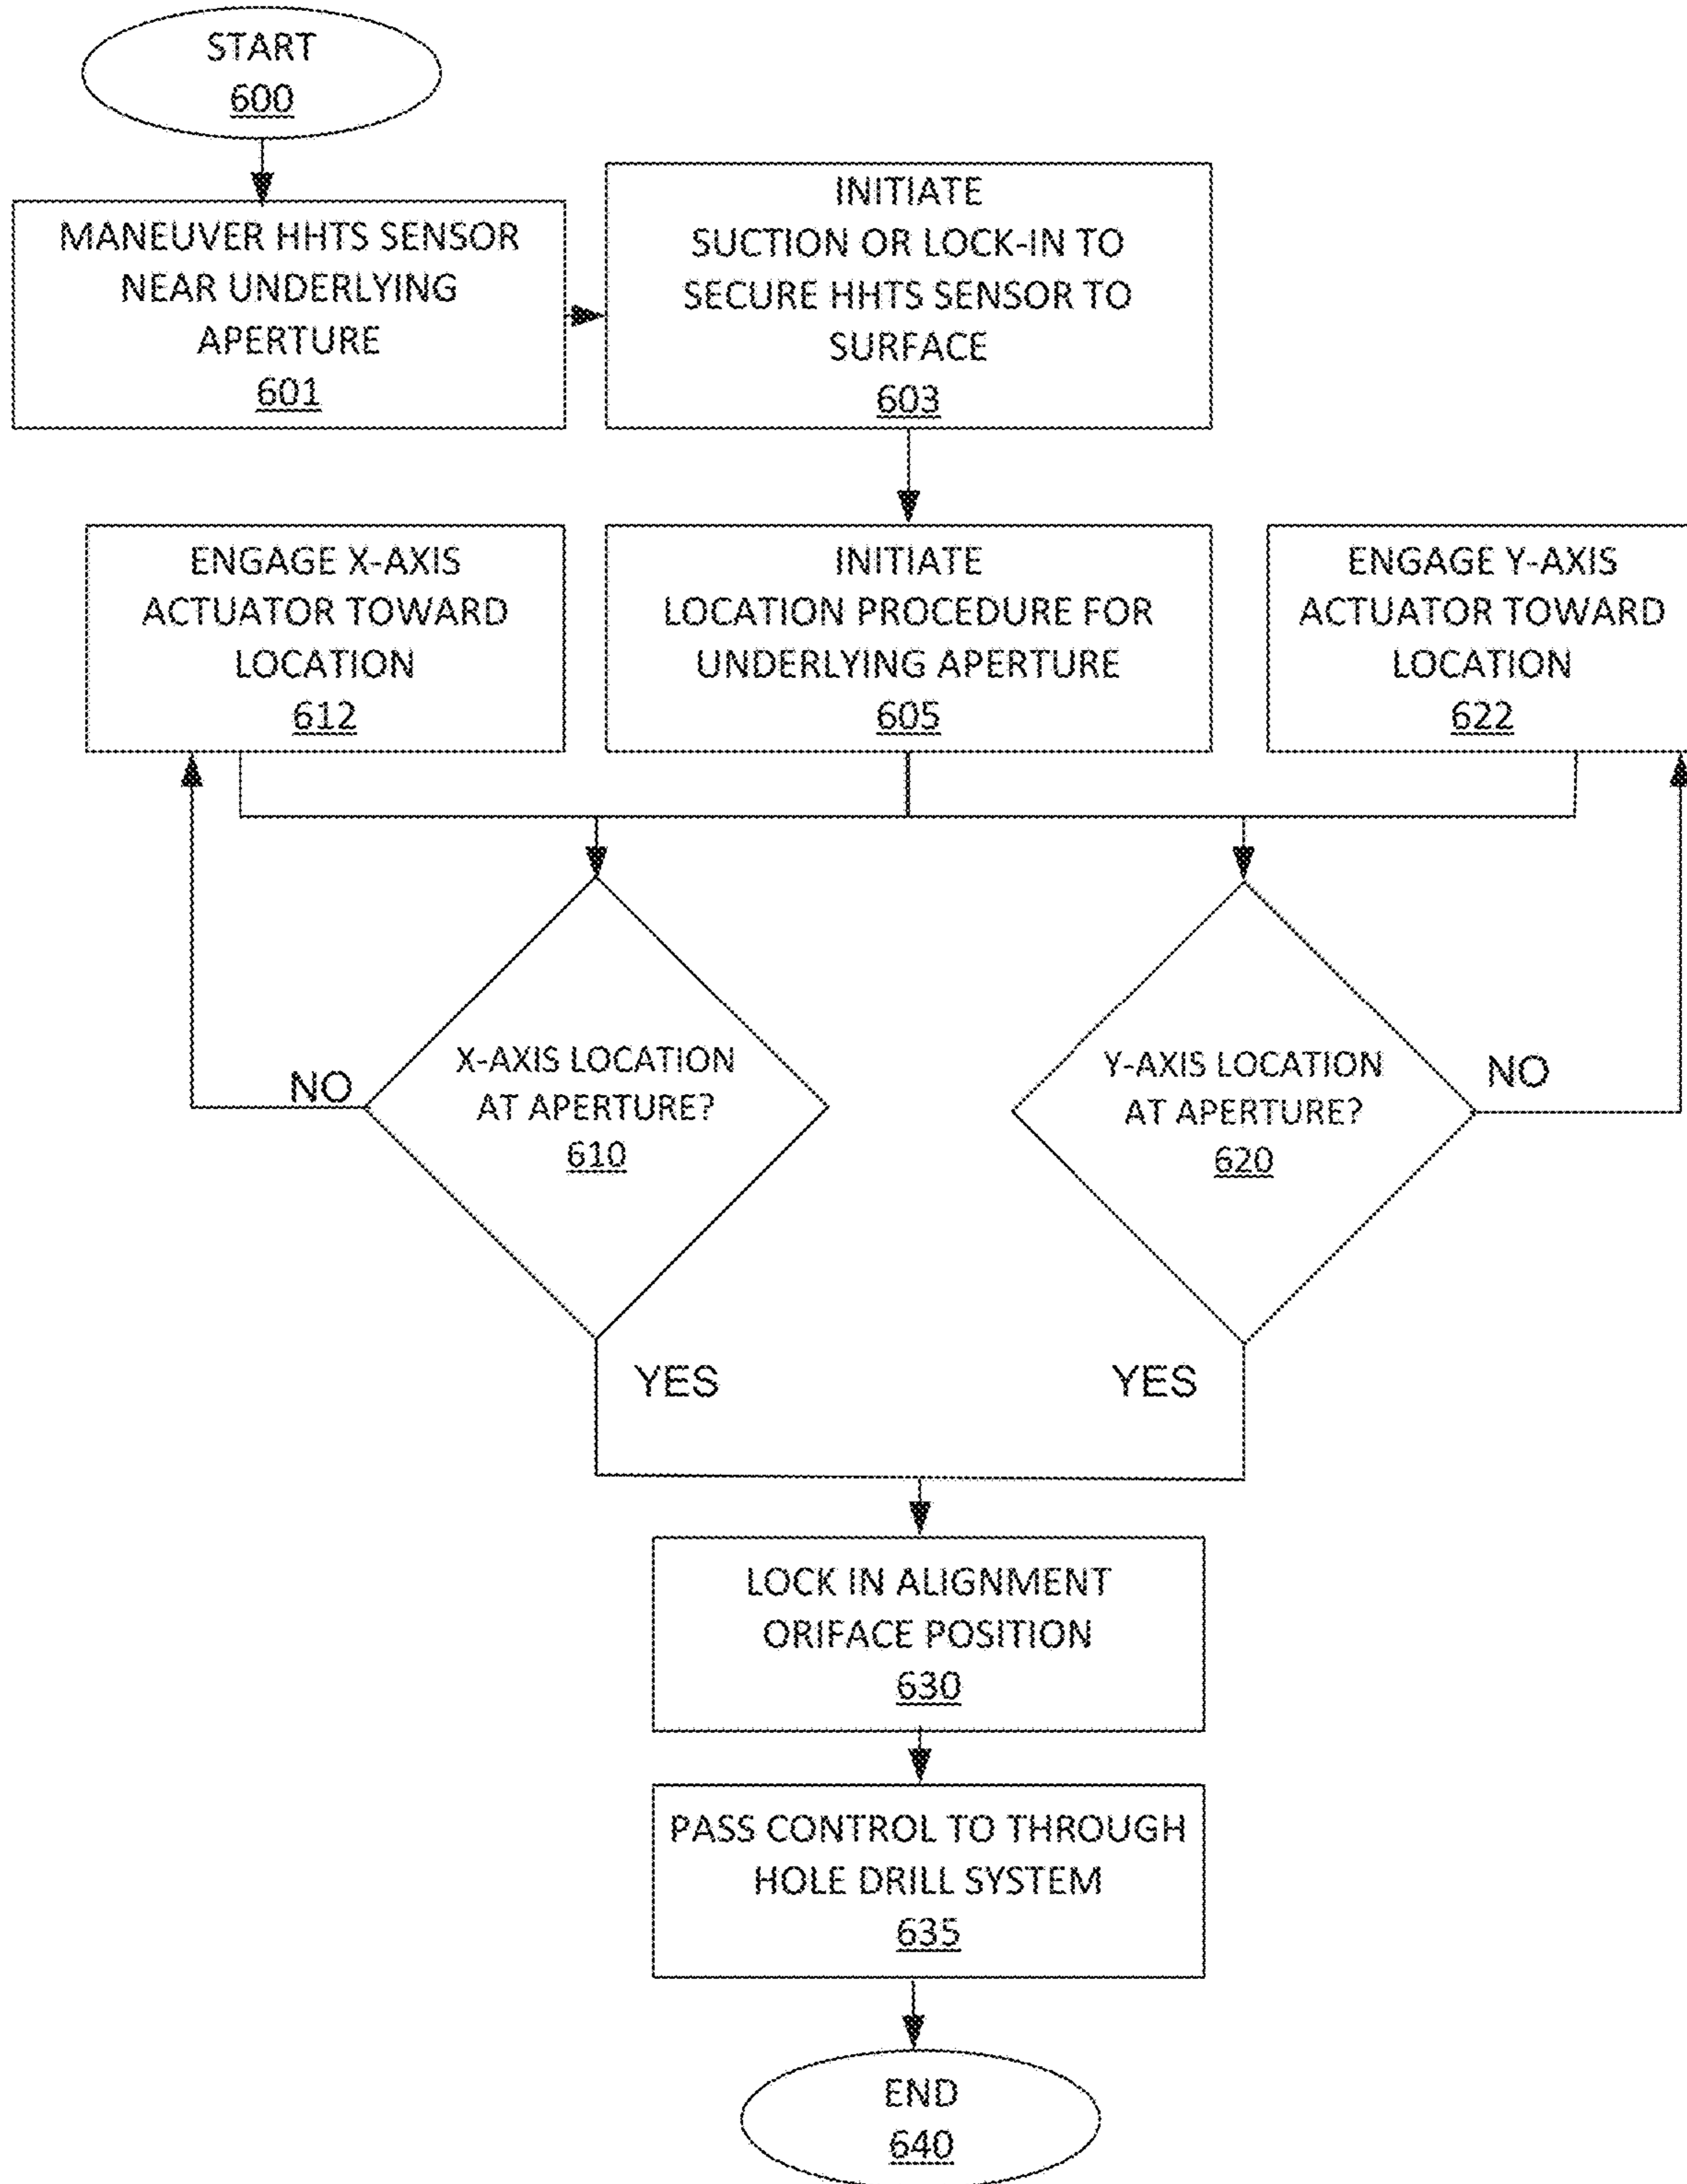 START
600
MANEUVER HHTS SENSOR
NEAR UNDERLYING
APERTURE
601
INITIATE
SUCTION OR LOCK-IN TO
SECURE HHTS SENSOR TO
SURFACE
603
ENGAGE X-AXIS
ACTUATOR TOWARD
LOCATION
612
INITIATE
LOCATION PROCEDURE FOR
UNDERLYING APERTURE
605
ENGAGE Y-AXIS
ACTUATOR TOWARD
LOCATION
622
NO
X-AXIS LOCATION
AT APERTURE?
610
Y-AXIS LOCATION
AT APERTURE?
620
NO
YES
YES
LOCK IN ALIGNMENT
ORIFACE POSITION
630
PASS CONTROL TO THROUGH
HOLE DRILL SYSTEM
635
END
640